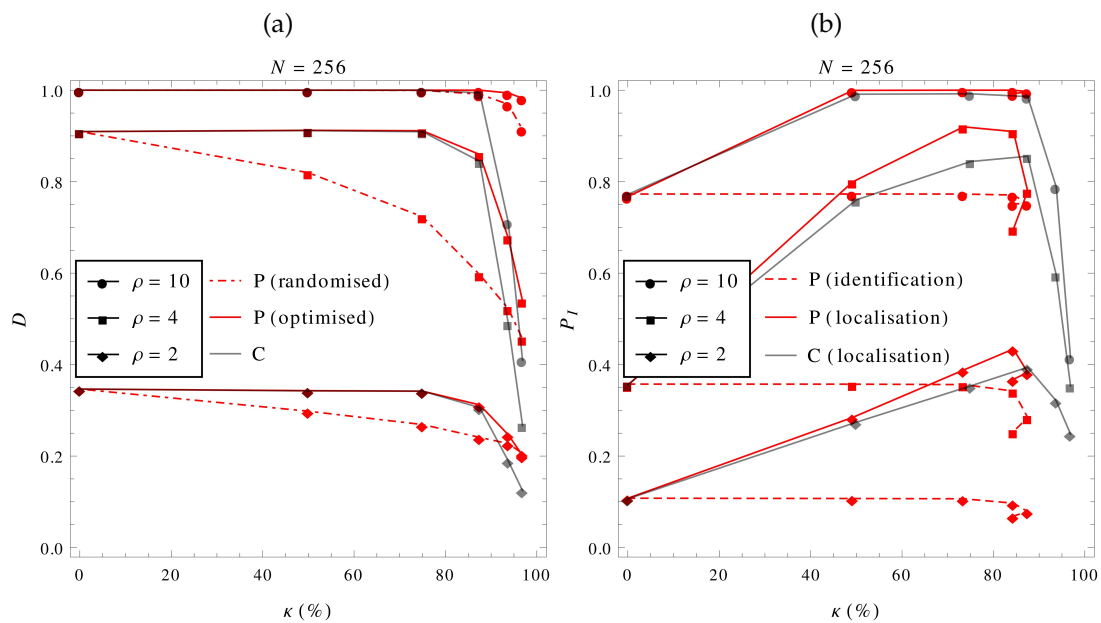 (a)
(b)
N = 256
N = 256
1.0
0.8
0.6
0.4
0.2
0.0
D
ρ = 10
ρ = 4
ρ = 2
P (randomised)
P (optimised)
C
0
20
40
60
80
100
κ (%)
1.0
0.8
0.6
0.4
0.2
0.0
P_I
ρ = 10
ρ = 4
ρ = 2
P (identification)
P (localisation)
C (localisation)
0
20
40
60
80
100
κ (%)